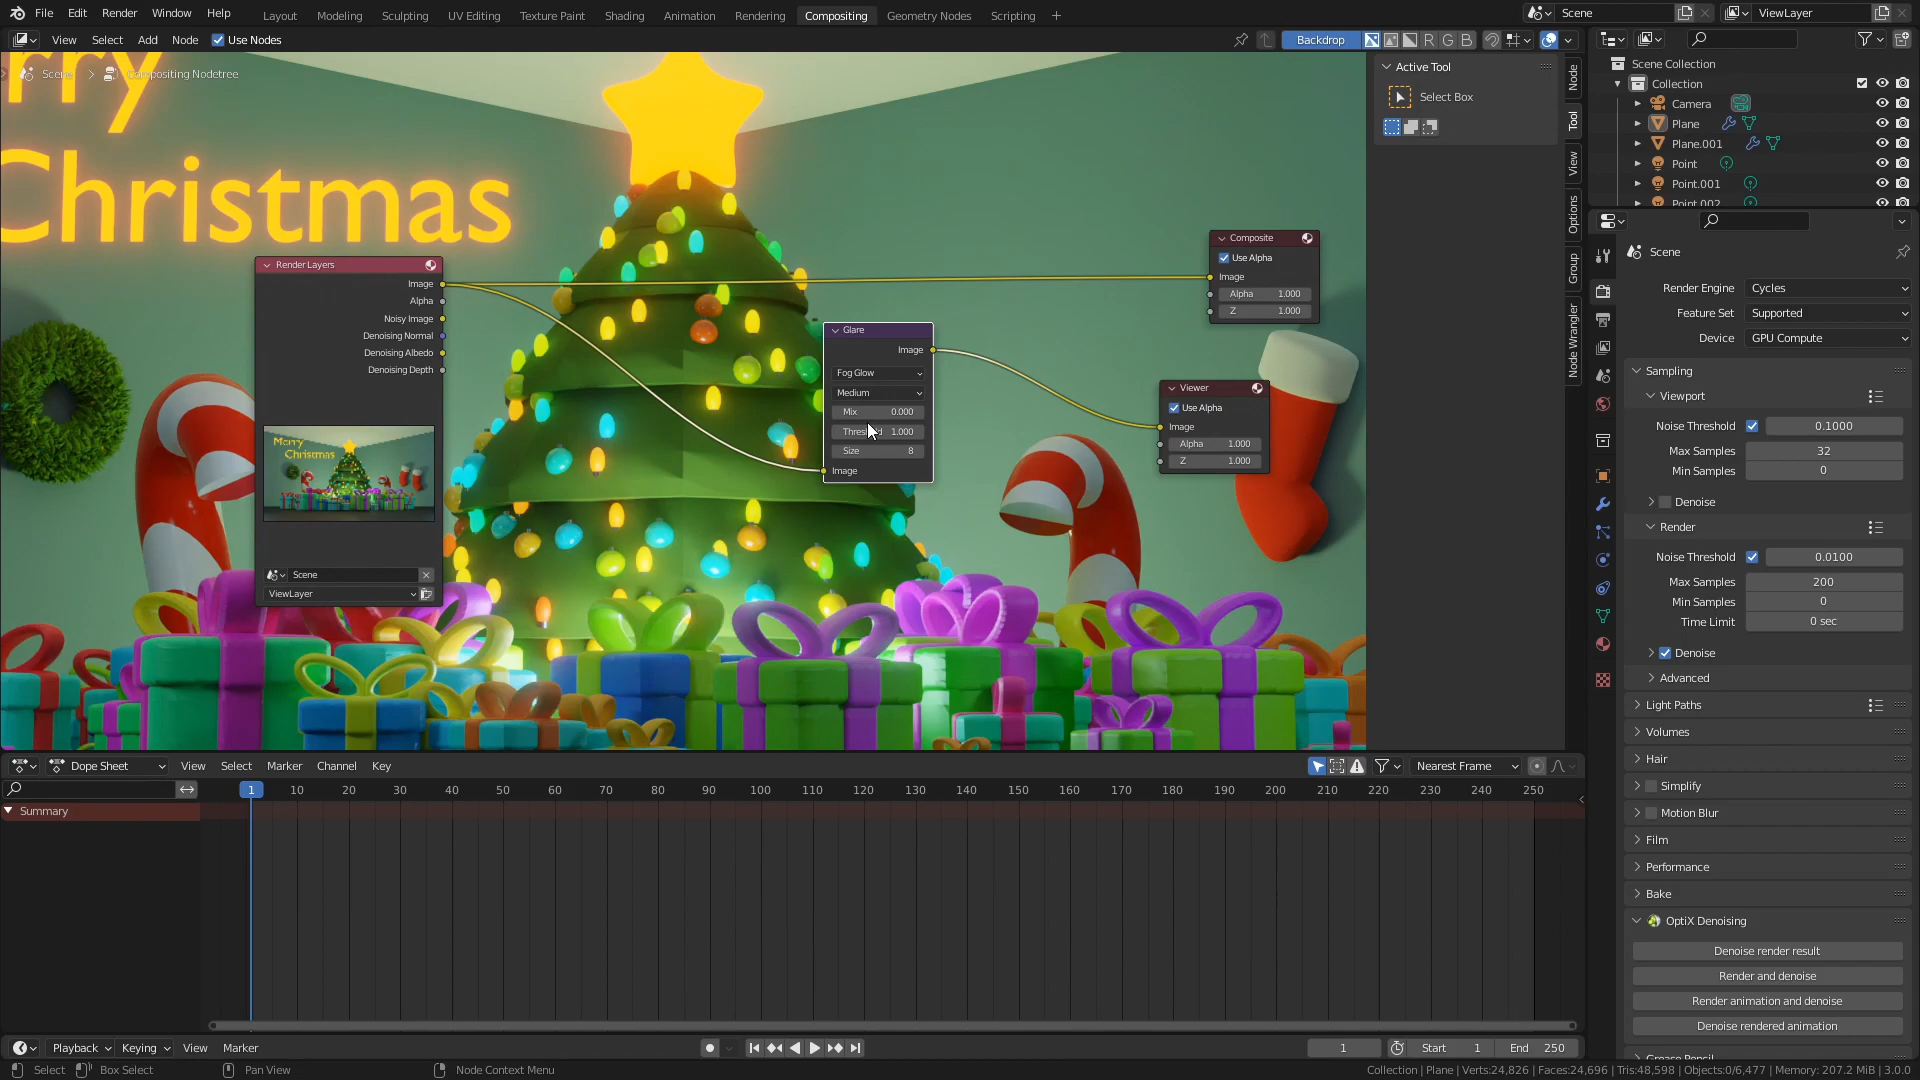 File Edit Render Window Help
Layout Modeling Sculpting UV Editing Texture Paint Shading Animation Rendering Compositing Geometry Nodes Scripting
Scene
ViewLayer
View Select Add Node Use Nodes
Backdrop
R G B
Scene > Compositing Nodetree
rry
Christmas
Render Layers
Image
Alpha
Noisy Image
Denoising Normal
Denoising Albedo
Denoising Depth
Merry
Christmas
Scene
ViewLayer
Glare
Image
Fog Glow
Medium
Mix 0.000
Thres 1.000
Size 8
Image
Composite
Use Alpha
Image
Alpha 1.000
Z 1.000
Viewer
Use Alpha
Image
Alpha 1.000
Z 1.000
Active Tool
Select Box
Node
Tool
View
Options
Group
Node Wrangler
Scene Collection
Collection
Camera
Plane
Plane.001
Point
Point.001
Point.002
Scene
Render Engine Cycles
Feature Set Supported
Device GPU Compute
Sampling
Viewport
Noise Threshold 0.1000
Max Samples 32
Min Samples 0
Denoise
Render
Noise Threshold 0.0100
Max Samples 200
Min Samples 0
Time Limit 0 sec
Denoise
Advanced
Light Paths
Volumes
Hair
Simplify
Motion Blur
Film
Performance
Bake
OptiX Denoising
Denoise render result
Render and denoise
Render animation and denoise
Denoise rendered animation
Grease Pencil
Dope Sheet View Select Marker Channel Key
Nearest Frame
1 10 20 30 40 50 60 70 80 90 100 110 120 130 140 150 160 170 180 190 200 210 220 230 240 250
Summary
Playback Keying View Marker
1 Start 1 End 250
Select Box Select Pan View Node Context Menu
Collection | Plane | Verts:24,826 | Faces:24,696 | Tris:48,598 | Objects:0/6,477 | Memory: 207.2 MiB | 3.0.0